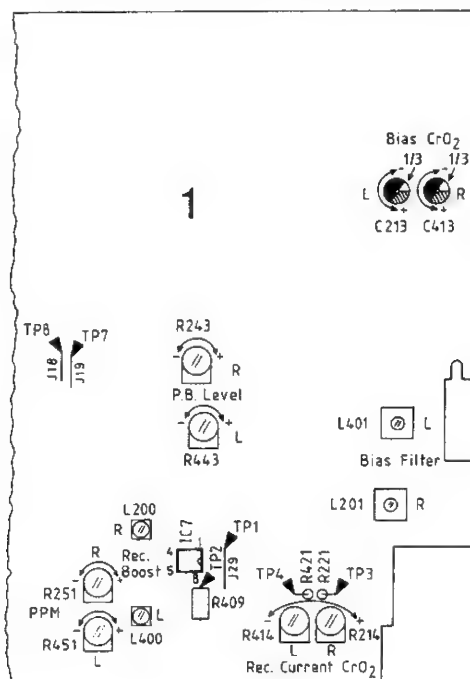 Bias CrO2
1/3 1/3
L R
C213 C413
1
TP8 TP7
J18 J19
R243
- +
R
P.B. Level
- +
L
R443
L401 L
Bias Filter
L201 R
L200
R
Rec.
Boost
IC7
4 1
5 8
TP1
TP2
J29
R409
R
- +
R251
PPM
- +
R451
L
L
L400
R421 R221
TP4 TP3
- +
R414 R214
L R
Rec. Current CrO2